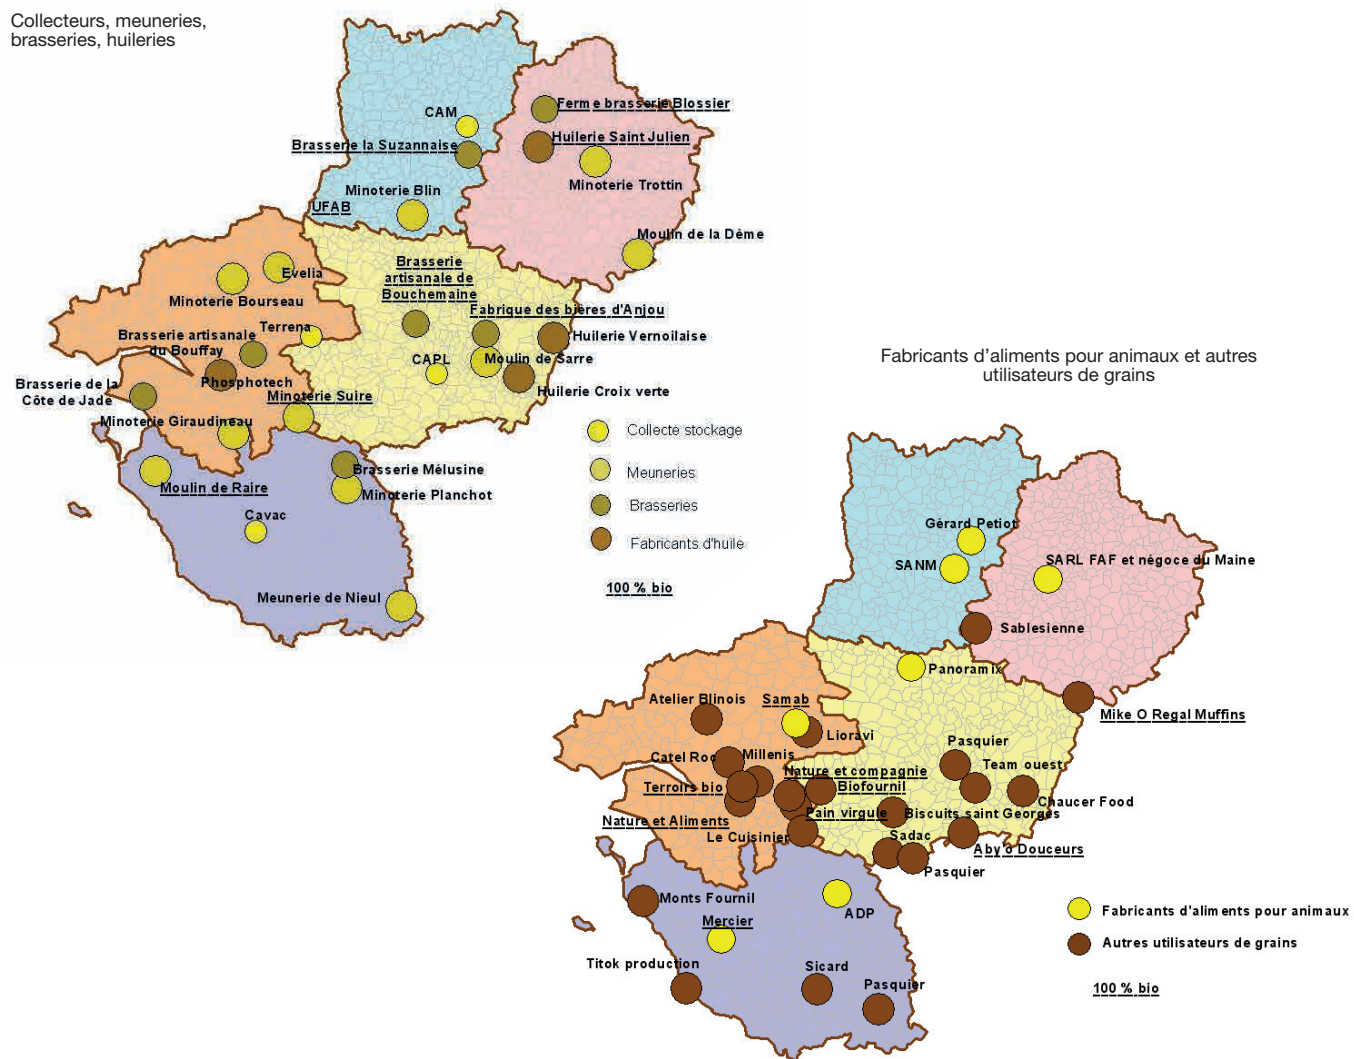 Collecteurs, meuneries,
brasseries, huileries
CAM
Ferme brasserie Blossier
Brasserie la Suzannaise
Huilerie Saint Julien
Minoterie Trottin
Minoterie Blin
UFAB
Moulin de la Dème
Evelia
Minoterie Bourseau
Brasserie
artisanale de
Bouchemaine
Fabrique des bières d'Anjou
Terrena
Brasserie artisanale
du Bouffay
Huilerie Vernoilaise
CAPL
Moulin de Sarre
Phosphotech
Huilerie Croix verte
Brasserie de la
Côte de Jade
Minoterie Suire
Minoterie Giraudineau
Brasserie Mélusine
Moulin de Raire
Minoterie Planchot
Cavac
Meunerie de Nieul
Collecte stockage
Meuneries
Brasseries
Fabricants d'huile
100 % bio
Fabricants d’aliments pour animaux et autres
utilisateurs de grains
Gérard Petiot
SANM
SARL FAF et négoce du Maine
Sablesienne
Panoramix
Mike O Regal Muffins
Atelier Blinois
Samab
Lioravi
Catel Roc
Millenis
Pasquier
Team ouest
Nature et compagnie
Terroirs bio
Biofournil
Chaucer Food
Nature et Aliments
Pain virgule
Biscuits saint Georges
Le Cuisinier
Sadac
Aby'o Douceurs
Pasquier
Monts Fournil
Mercier
ADP
Titok production
Sicard
Pasquier
Fabricants d'aliments pour animaux
Autres utilisateurs de grains
100 % bio